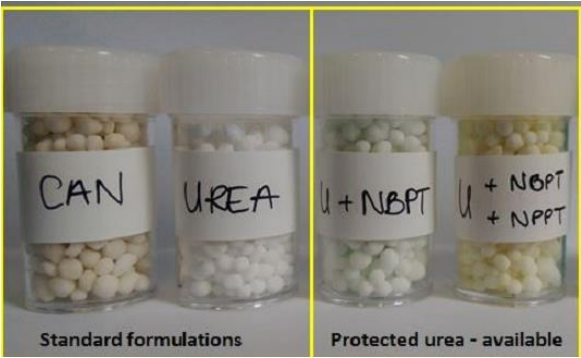 CAN
UREA
U + NBPT
U + NBPT
+ NPPT
Standard formulations
Protected urea - available